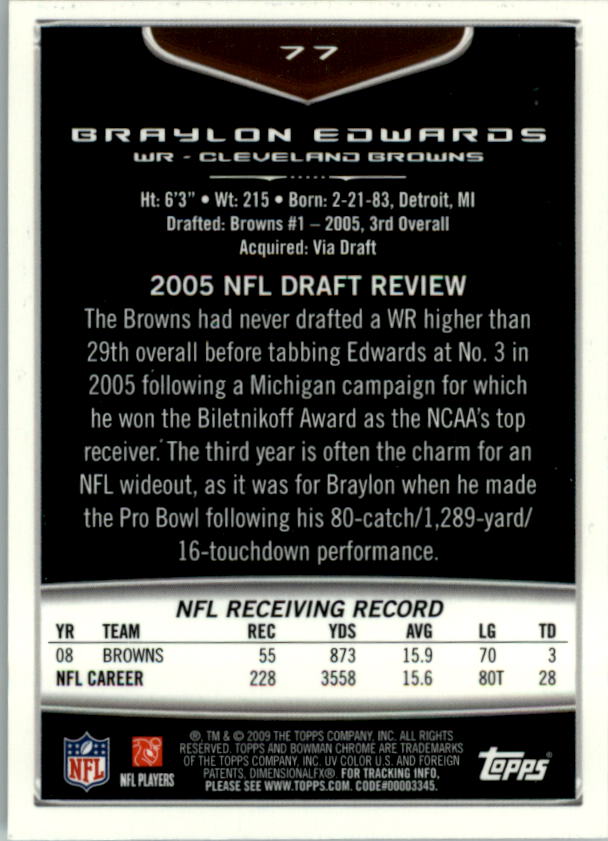 77
BRAYLON EDWARDS
WR - CLEVELAND BROWNS
Ht: 6'3" • Wt: 215 • Born: 2-21-83, Detroit, MI
Drafted: Browns #1 – 2005, 3rd Overall
Acquired: Via Draft
2005 NFL DRAFT REVIEW
The Browns had never drafted a WR higher than
29th overall before tabbing Edwards at No. 3 in
2005 following a Michigan campaign for which
he won the Biletnikoff Award as the NCAA's top
receiver. The third year is often the charm for an
NFL wideout, as it was for Braylon when he made
the Pro Bowl following his 80-catch/1,289-yard/
16-touchdown performance.
NFL RECEIVING RECORD
YR TEAM REC YDS AVG LG TD
08 BROWNS 55 873 15.9 70 3
NFL CAREER 228 3558 15.6 80T 28
®, TM & © 2009 THE TOPPS COMPANY, INC. ALL RIGHTS
RESERVED. TOPPS AND BOWMAN CHROME ARE TRADEMARKS
OF THE TOPPS COMPANY, INC. UV COLOR U.S. AND FOREIGN
PATENTS, DIMENSIONALFX®. FOR TRACKING INFO,
PLEASE SEE WWW.TOPPS.COM. CODE#00003345.
NFL
NFL PLAYERS
TOPPS®